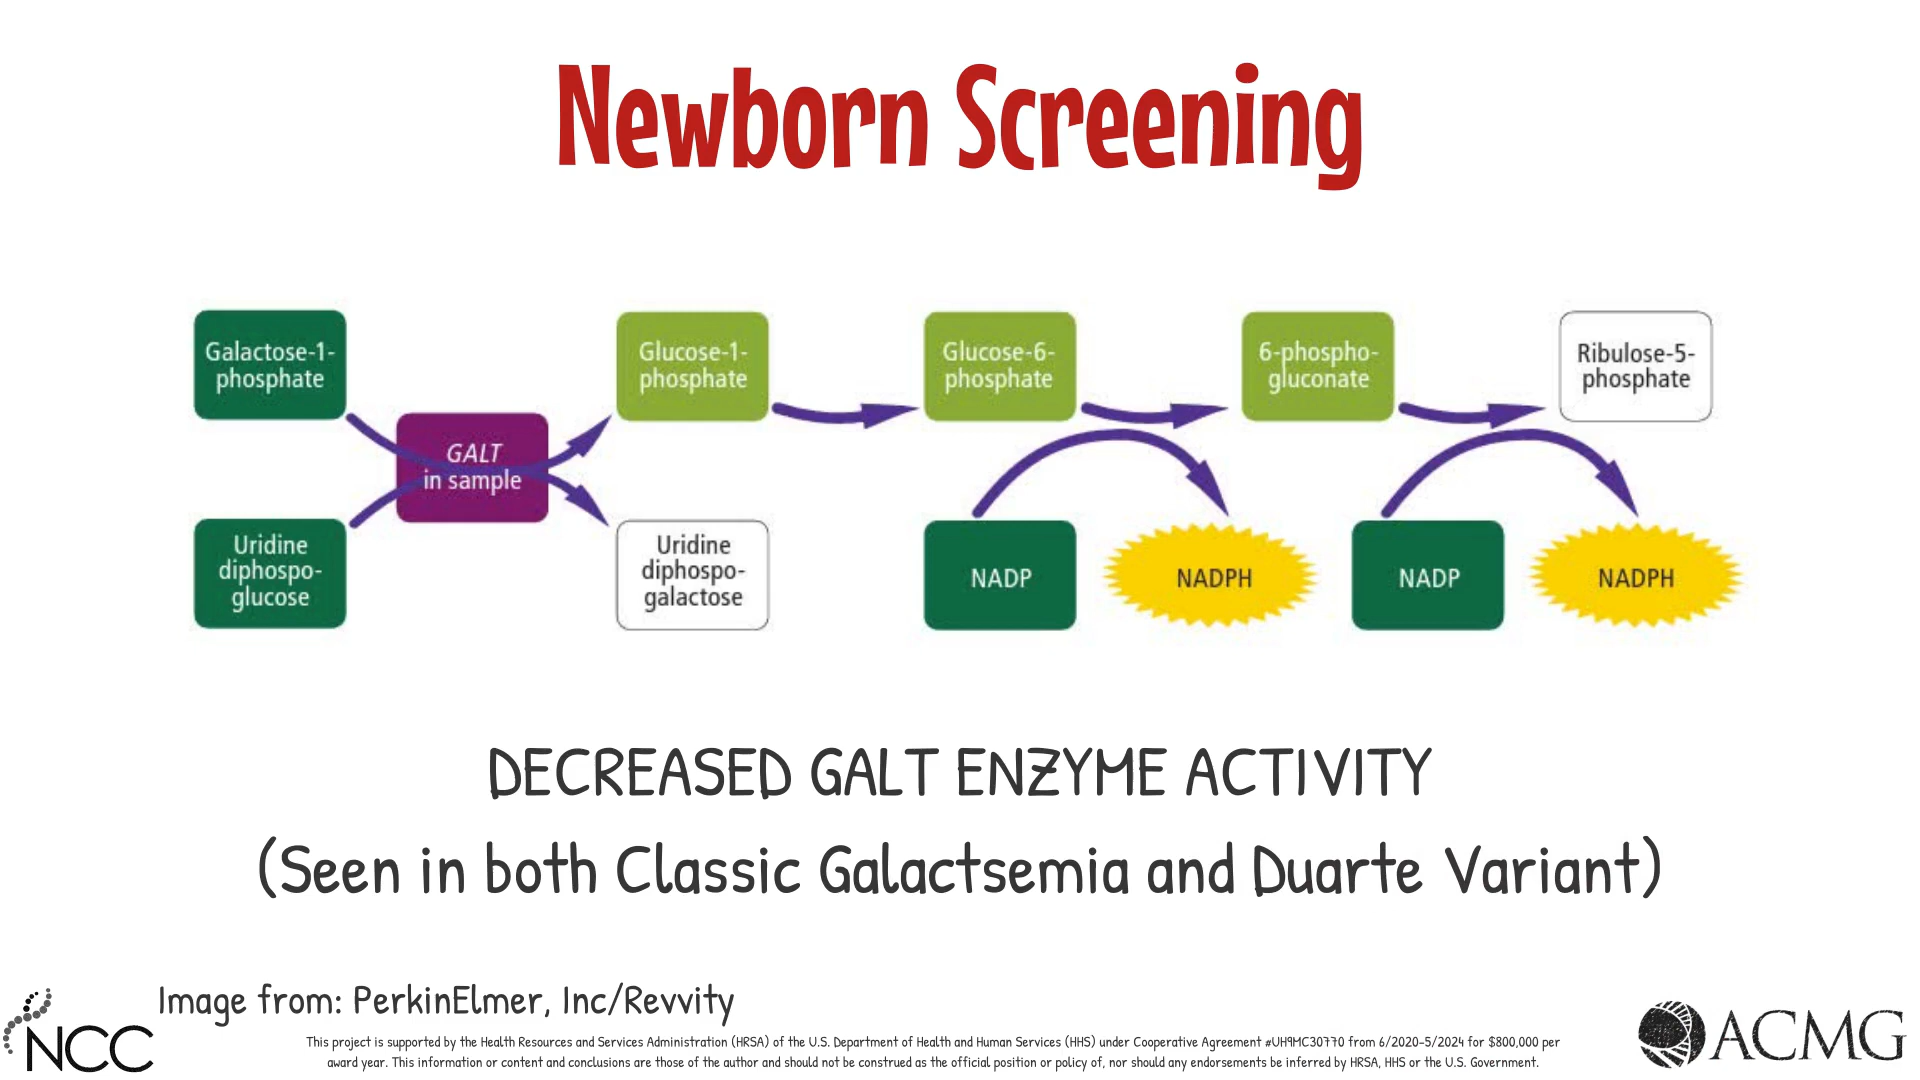 Newborn Screening
Galactose-1-
phosphate
Glucose-1-
phosphate
Glucose-6-
phosphate
6-phospho-
gluconate
Ribulose-5-
phosphate
GALT
in sample
Uridine
diphospo-
glucose
Uridine
diphospo-
galactose
NADP
NADPH
NADP
NADPH
DECREASED GALT ENZYME ACTIVITY
(Seen in both Classic Galactsemia and Duarte Variant)
Image from: PerkinElmer, Inc/Revvity
NCC
This project is supported by the Health Resources and Services Administration (HRSA) of the U.S. Department of Health and Human Services (HHS) under Cooperative Agreement #UH9MC30770 from 6/2020-5/2024 for $800,000 per
award year. This information or content and conclusions are those of the author and should not be construed as the official position or policy of, nor should any endorsements be inferred by HRSA, HHS or the U.S. Government.
ACMG